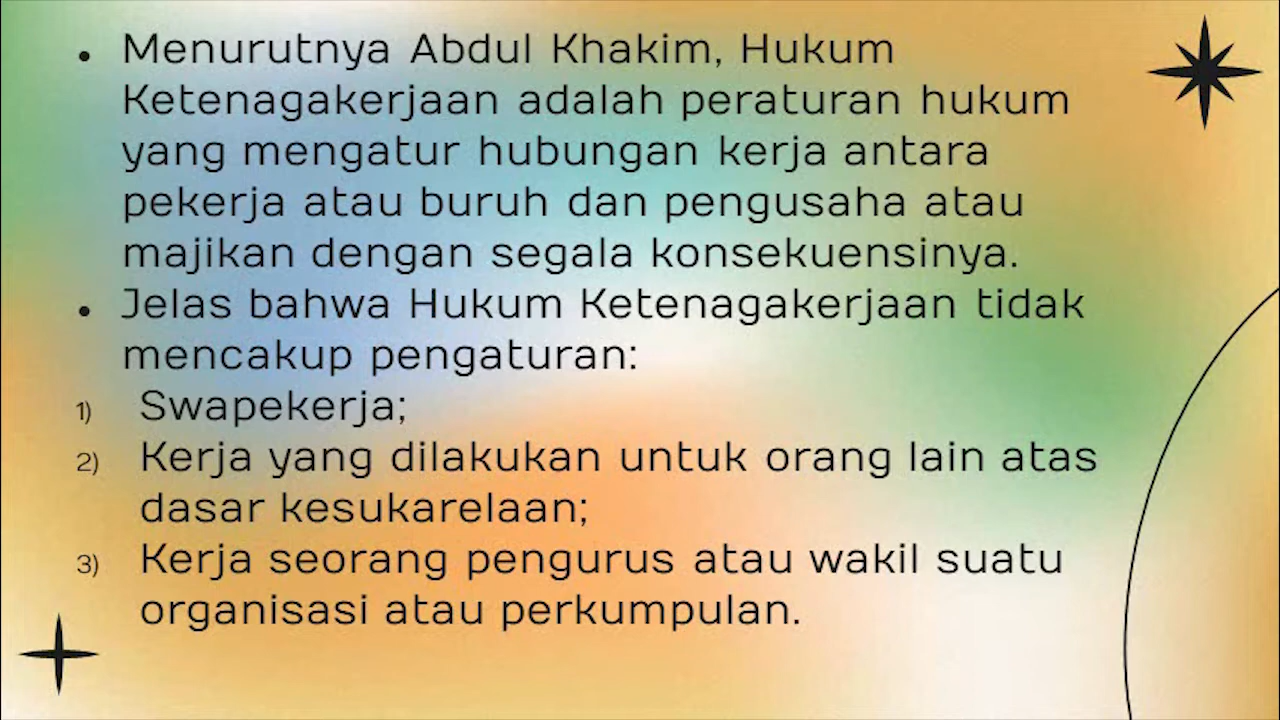 • Menurutnya Abdul Khakim, Hukum
Ketenagakerjaan adalah peraturan hukum
yang mengatur hubungan kerja antara
pekerja atau buruh dan pengusaha atau
majikan dengan segala konsekuensinya.
• Jelas bahwa Hukum Ketenagakerjaan tidak
mencakup pengaturan:
1) Swapekerja;
2) Kerja yang dilakukan untuk orang lain atas
dasar kesukarelaan;
3) Kerja seorang pengurus atau wakil suatu
organisasi atau perkumpulan.